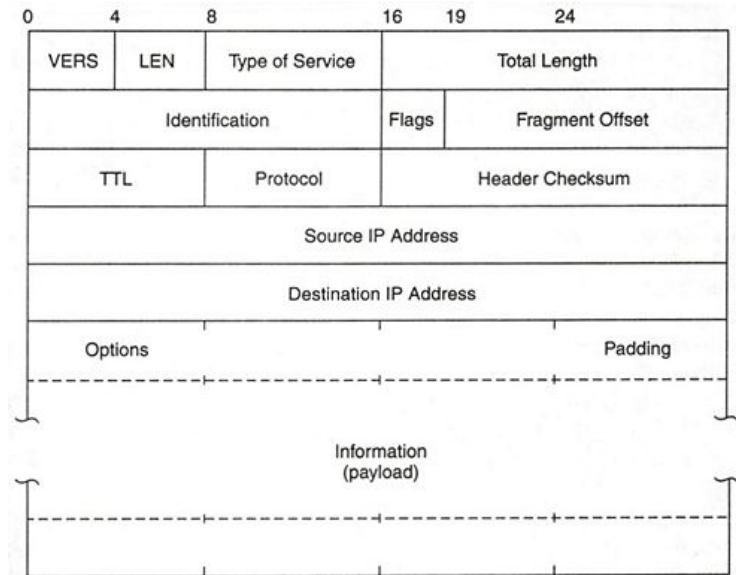 0 4 8 16 19 24
VERS LEN Type of Service Total Length
Identification Flags Fragment Offset
TTL Protocol Header Checksum
Source IP Address
Destination IP Address
Options Padding
Information
(payload)